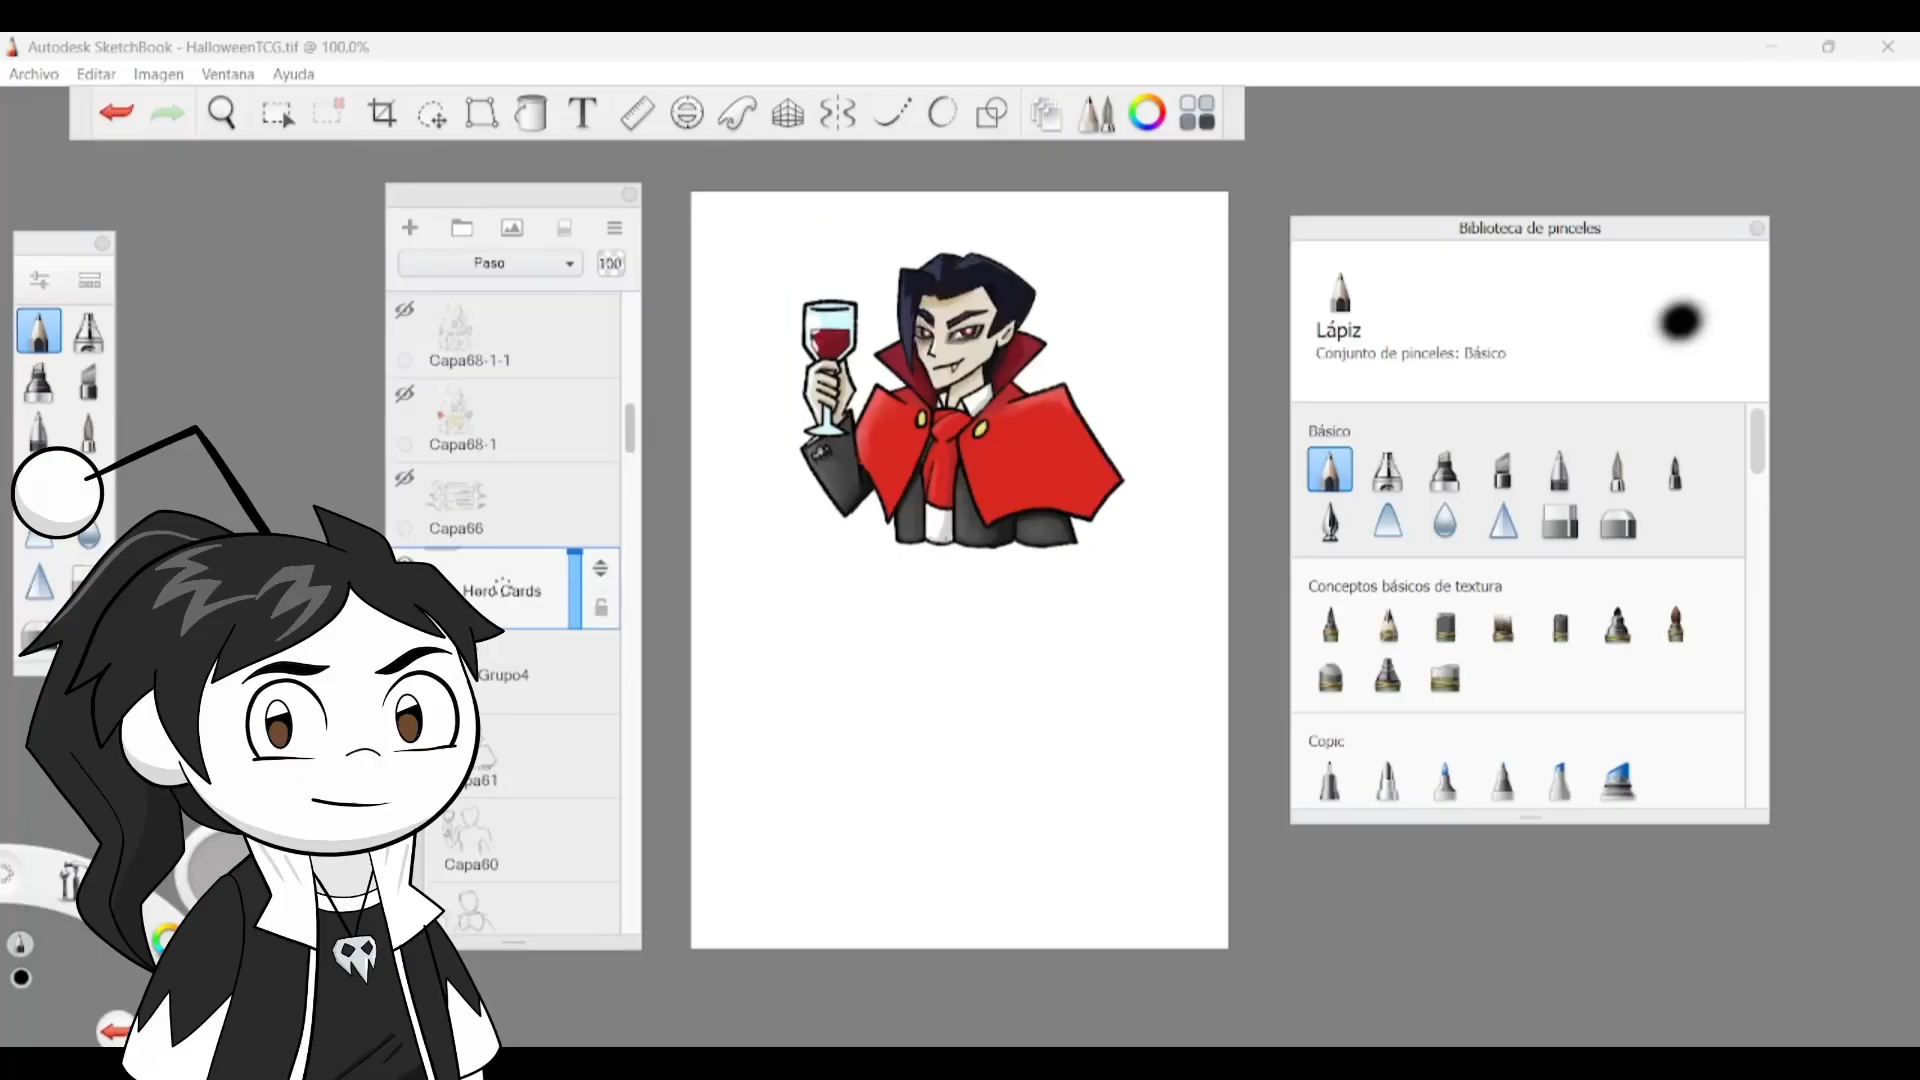 Autodesk SketchBook - HalloweenTCG.tif @ 100.0%
Archivo Editar Imagen Ventana Ayuda
Paso 100
Capa68-1-1
Capa68-1
Capa66
Hero Cards
Grupo4
pa61
Capa60
Biblioteca de pinceles
Lápiz
Conjunto de pinceles: Básico
Básico
Conceptos básicos de textura
Copic